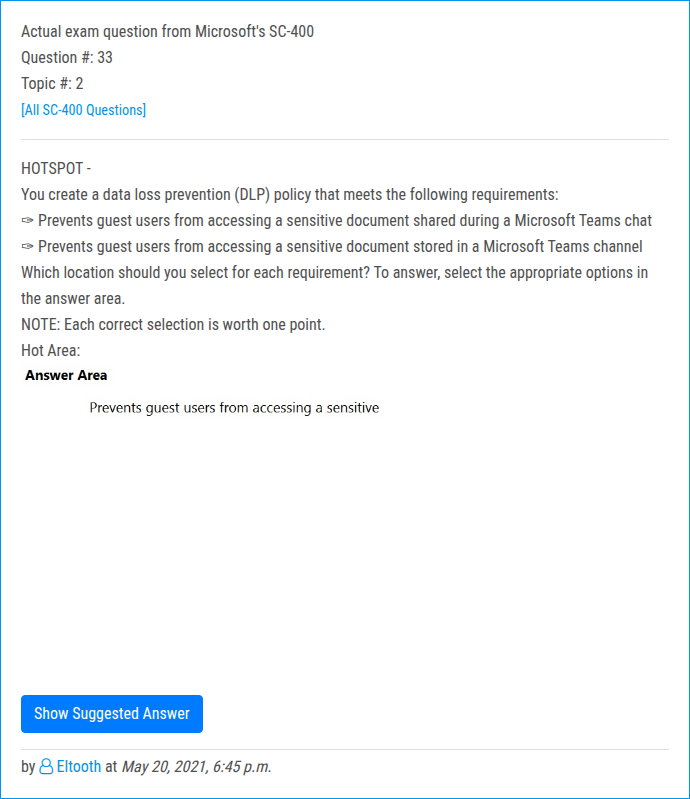 Actual exam question from Microsoft's SC-400
Question #: 33
Topic #: 2
[All SC-400 Questions]
HOTSPOT -
You create a data loss prevention (DLP) policy that meets the following requirements:
✑ Prevents guest users from accessing a sensitive document shared during a Microsoft Teams chat
✑ Prevents guest users from accessing a sensitive document stored in a Microsoft Teams channel
Which location should you select for each requirement? To answer, select the appropriate options in
the answer area.
NOTE: Each correct selection is worth one point.
Hot Area:
Answer Area
Prevents guest users from accessing a sensitive
Show Suggested Answer
by Eltooth at May 20, 2021, 6:45 p.m.